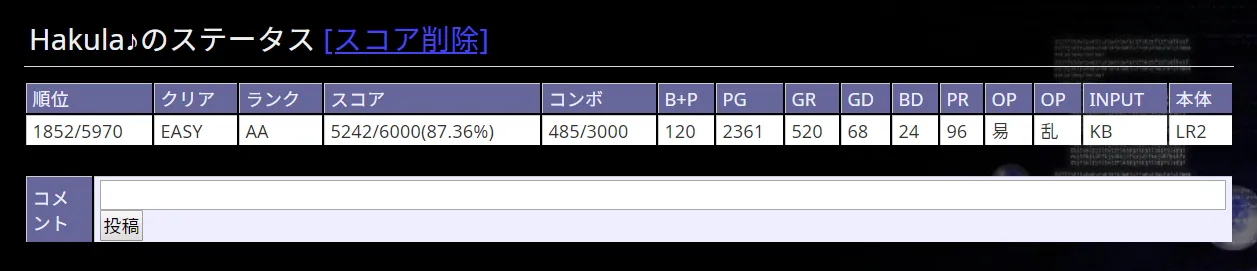 Hakula♪のステータス [スコア削除]
順位 クリア ランク スコア コンボ B+P PG GR GD BD PR OP OP INPUT 本体
1852/5970 EASY AA 5242/6000(87.36%) 485/3000 120 2361 520 68 24 96 易 乱 KB LR2
コメ
ント
投稿